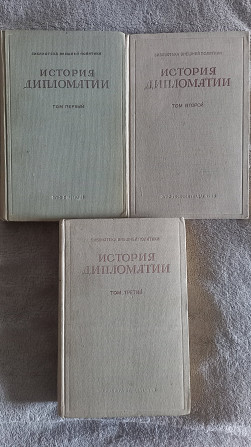 БИБЛИОТЕКА ВНЕШНЕЙ ПОЛИТИКИ
ИСТОРИЯ
ДИПЛОМАТИИ
ТОМ ПЕРВЫЙ
БИБЛИОТЕКА ВНЕШНЕЙ ПОЛИТИКИ
ИСТОРИЯ
ДИПЛОМАТИИ
ТОМ ВТОРОЙ
БИБЛИОТЕКА ВНЕШНЕЙ ПОЛИТИКИ
ИСТОРИЯ
ДИПЛОМАТИИ
ТОМ ТРЕТИЙ